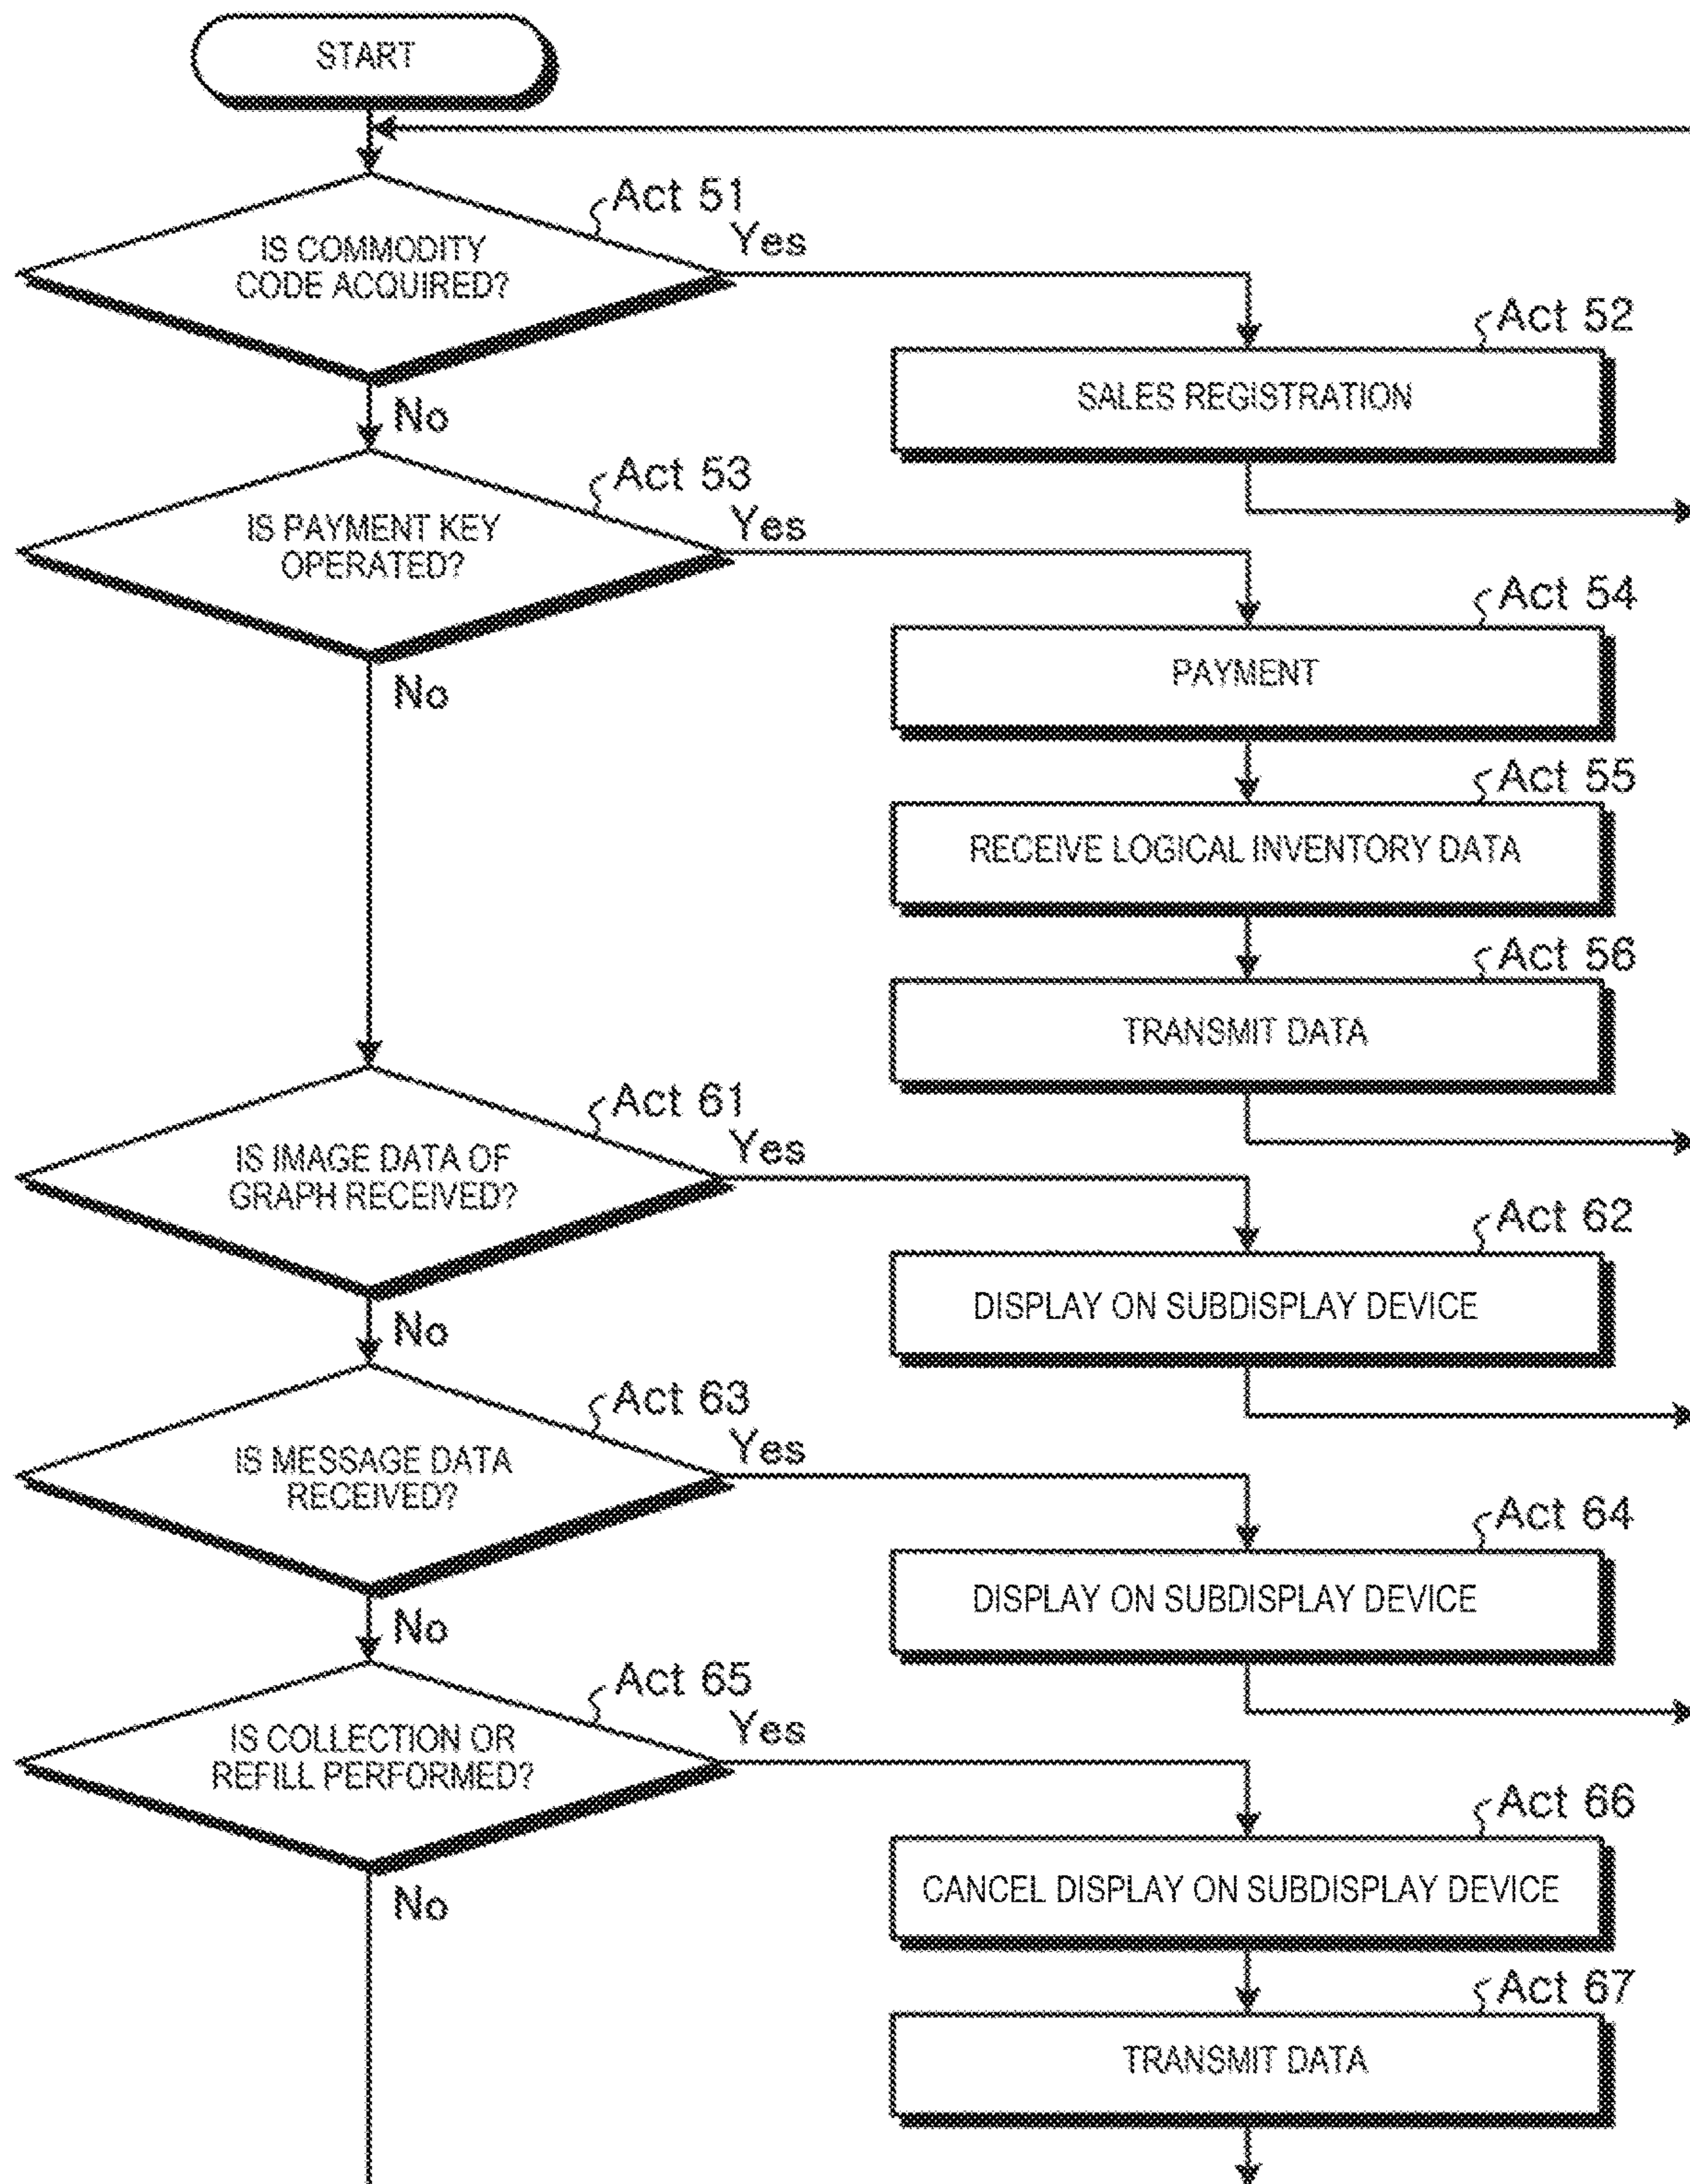 START
Act 51
Yes
IS COMMODITY
CODE ACQUIRED?
Act 52
SALES REGISTRATION
No
Act 53
Yes
IS PAYMENT KEY
OPERATED?
Act 54
PAYMENT
No
Act 55
RECEIVE LOGICAL INVENTORY DATA
Act 56
TRANSMIT DATA
Act 61
Yes
IS IMAGE DATA OF
GRAPH RECEIVED?
Act 62
DISPLAY ON SUBDISPLAY DEVICE
No
Act 63
Yes
IS MESSAGE DATA
RECEIVED?
Act 64
DISPLAY ON SUBDISPLAY DEVICE
No
Act 65
Yes
IS COLLECTION OR
REFILL PERFORMED?
Act 66
CANCEL DISPLAY ON SUBDISPLAY DEVICE
No
Act 67
TRANSMIT DATA